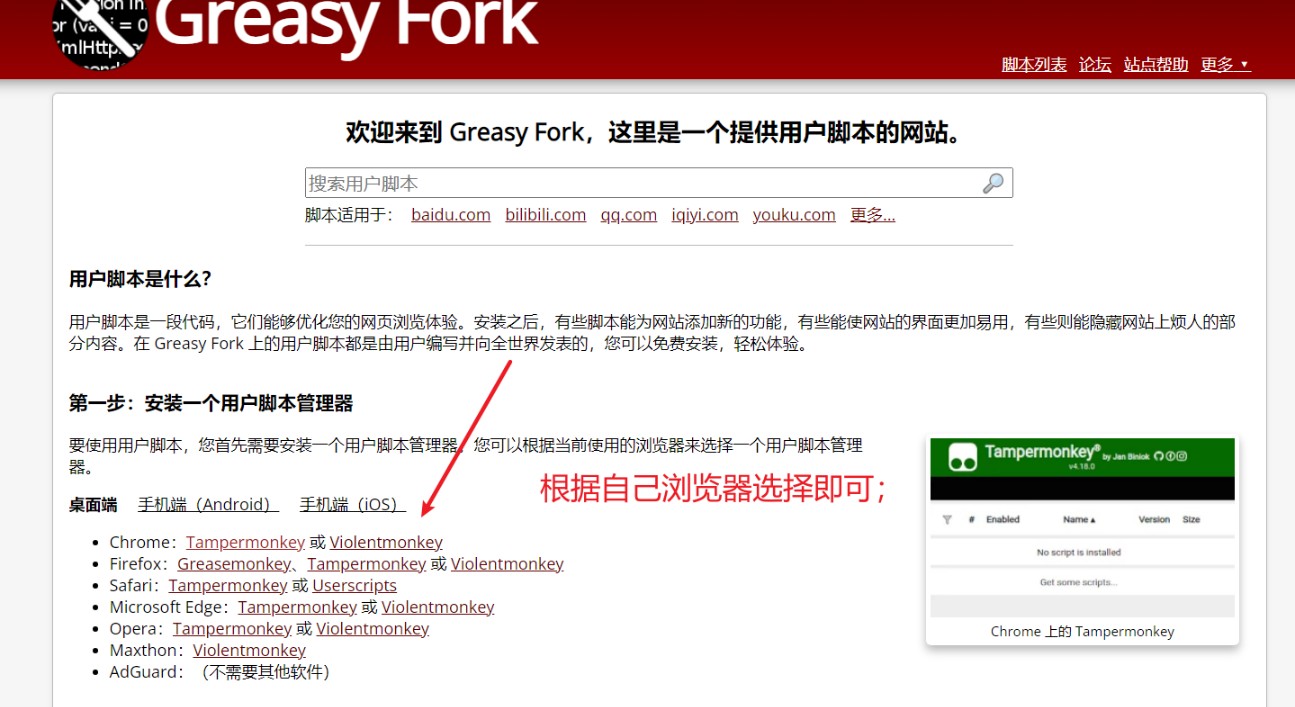 Greasy Fork
脚本列表 论坛 站点帮助 更多 ▼
欢迎来到 Greasy Fork，这里是一个提供用户脚本的网站。
搜索用户脚本
脚本适用于： baidu.com bilibili.com qq.com iqiyi.com youku.com 更多...
用户脚本是什么？
用户脚本是一段代码，它们能够优化您的网页浏览体验。安装之后，有些脚本能为网站添加新的功能，有些能使网站的界面更加易用，有些则能隐藏网站上烦人的部
分内容。在 Greasy Fork 上的用户脚本都是由用户编写并向全世界发表的，您可以免费安装，轻松体验。
第一步：安装一个用户脚本管理器
要使用用户脚本，您首先需要安装一个用户脚本管理器。您可以根据当前使用的浏览器来选择一个用户脚本管理
器。
根据自己浏览器选择即可；
桌面端 手机端（Android） 手机端（iOS）
• Chrome：Tampermonkey 或 Violentmonkey
• Firefox：Greasemonkey、Tampermonkey 或 Violentmonkey
• Safari：Tampermonkey 或 Userscripts
• Microsoft Edge：Tampermonkey 或 Violentmonkey
• Opera：Tampermonkey 或 Violentmonkey
• Maxthon：Violentmonkey
• AdGuard：（不需要其他软件）
Tampermonkey® by Jan Biniok
v4.18.0
# Enabled Name ▲ Version Size
No script is installed
Get some scripts...
Chrome 上的 Tampermonkey